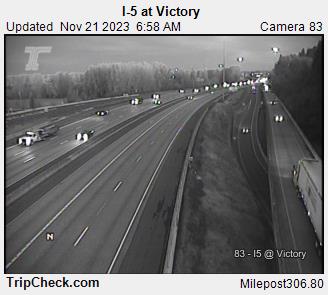 I-5 at Victory
Updated Nov 21 2023 6:58 AM Camera 83
T
N
83 - I5 @ Victory
TripCheck.com Milepost306.80